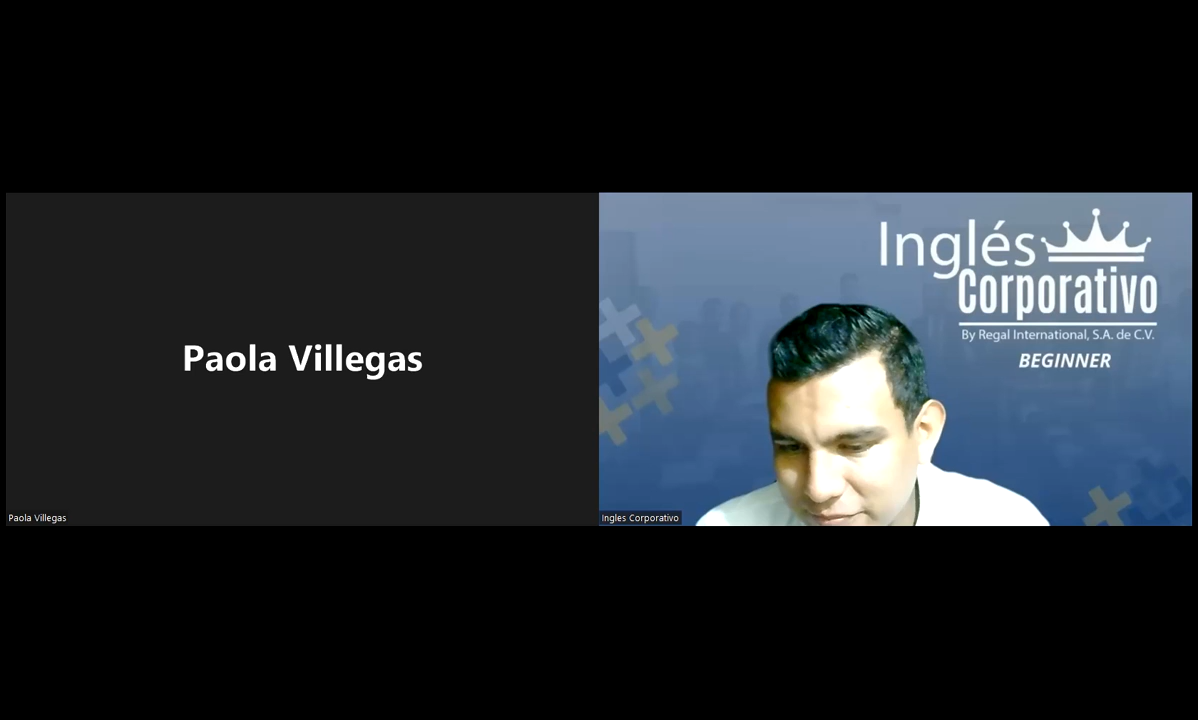 Paola Villegas
Paola Villegas
Inglés
Corporativo
By Regal International, S.A. de C.V.
BEGINNER
Ingles Corporativo